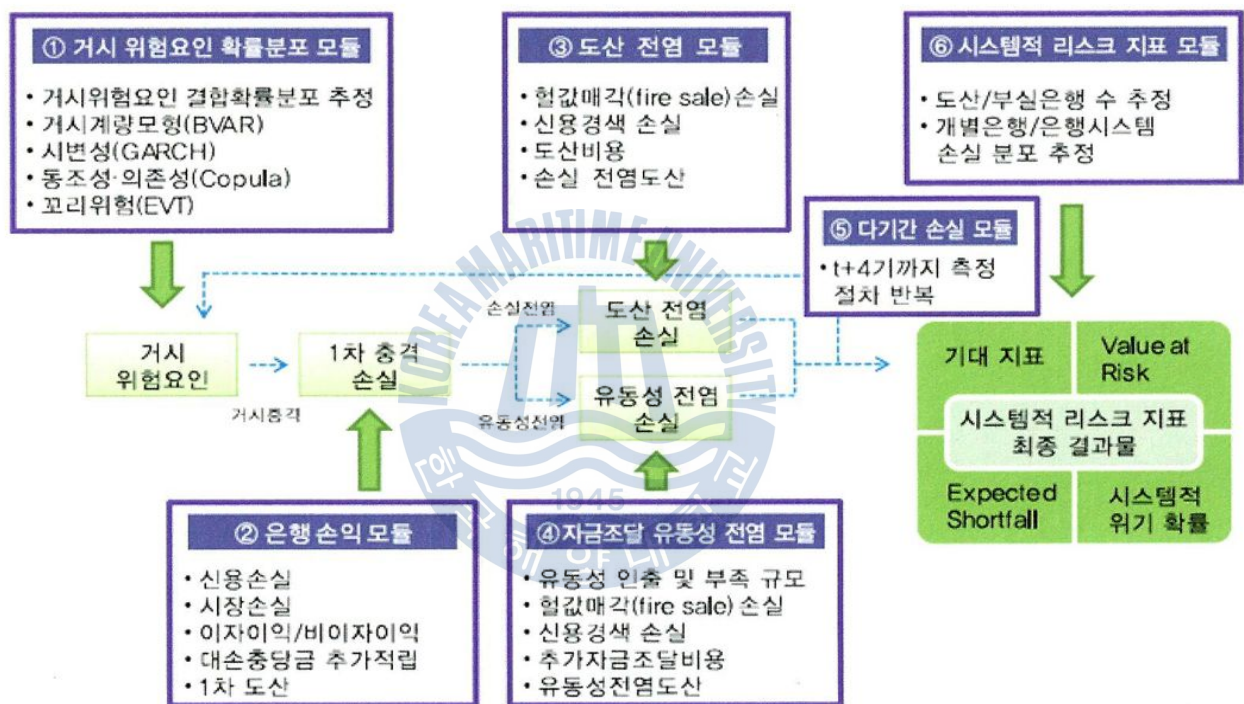 ① 거시 위험요인 확률분포 모듈
• 거시위험요인 결합확률분포 추정
• 거시계량모형(BVAR)
• 시변성(GARCH)
• 동조성·의존성(Copula)
• 꼬리위험(EVT)
③ 도산 전염 모듈
• 헐값매각(fire sale)손실
• 신용경색 손실
• 도산비용
• 손실 전염도산
⑥ 시스템적 리스크 지표 모듈
• 도산/부실은행 수 추정
• 개별은행/은행시스템
손실 분포 추정
⑤ 다기간 손실 모듈
• t+4기까지 측정
절차 반복
거시
위험요인
거시충격
1차 충격
손실
손실전염
유동성전염
도산 전염
손실
유동성 전염
손실
기대 지표
Value at
Risk
시스템적 리스크 지표
최종 결과물
Expected
Shortfall
시스템적
위기 확률
② 은행 손익 모듈
• 신용손실
• 시장손실
• 이자이익/비이자이익
• 대손충당금 추가적립
• 1차 도산
④ 자금조달 유동성 전염 모듈
• 유동성 인출 및 부족 규모
• 헐값매각(fire sale) 손실
• 신용경색 손실
• 추가자금조달비용
• 유동성전염도산
KOREA MARITIME UNIVERSITY
1945